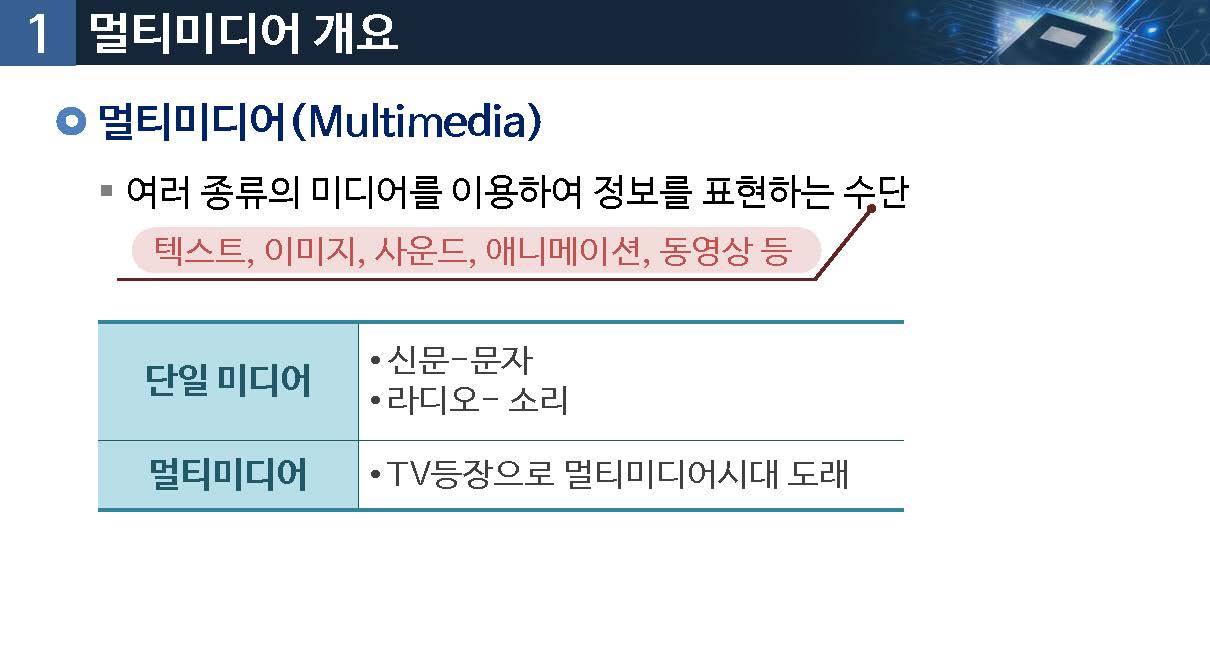 1 멀티미디어 개요
멀티미디어(Multimedia)
여러 종류의 미디어를 이용하여 정보를 표현하는 수단
텍스트, 이미지, 사운드, 애니메이션, 동영상 등
단일 미디어
•신문-문자
•라디오- 소리
멀티미디어
•TV등장으로 멀티미디어시대 도래